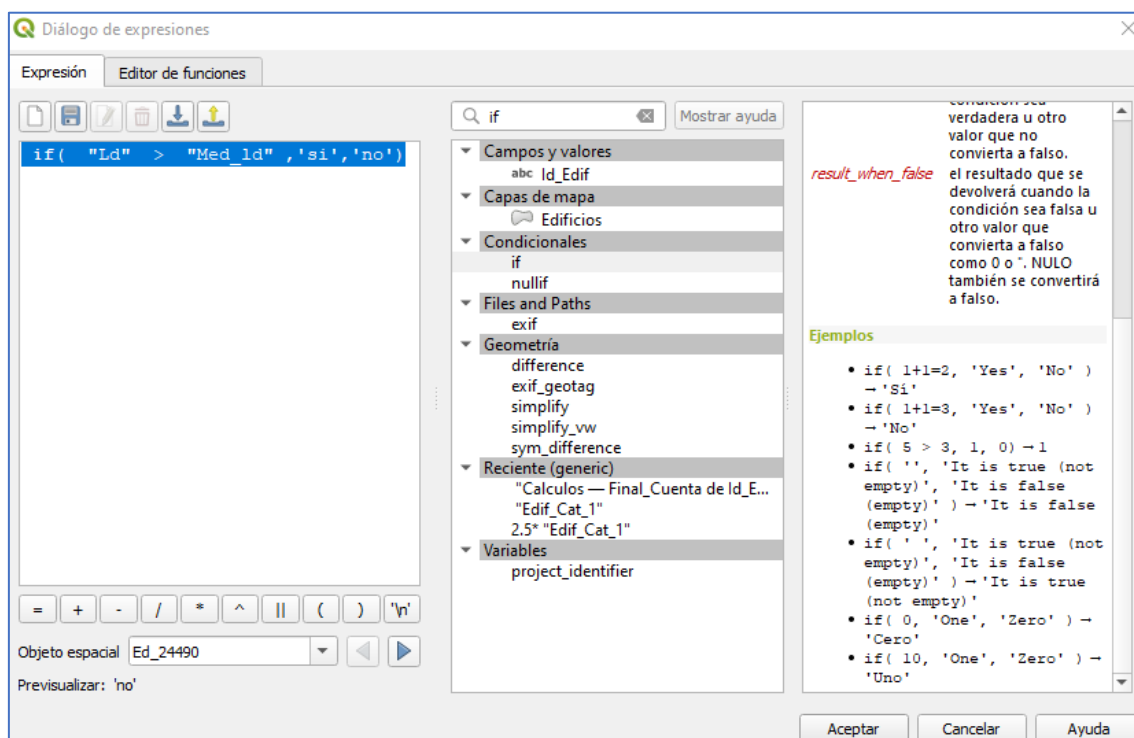 Diálogo de expresiones
Expresión
Editor de funciones
if( "Ld" > "Med_ld" ,'si','no')
= + - / * ^ || ( ) '\n'
Objeto espacial Ed_24490
Previsualizar: 'no'
if
Mostrar ayuda
Campos y valores
abc Id_Edif
Capas de mapa
Edificios
Condicionales
if
nullif
Files and Paths
exif
Geometría
difference
exif_geotag
simplify
simplify_vw
sym_difference
Reciente (generic)
"Calculos — Final_Cuenta de Id_E...
"Edif_Cat_1"
2.5* "Edif_Cat_1"
Variables
project_identifier
condición sea
verdadera u otro
valor que no
convierta a falso.
result_when_false el resultado que se
devolverá cuando la
condición sea falsa u
otro valor que
convierta a falso
como 0 o ''. NULO
también se convertirá
a falso.
Ejemplos
• if( 1+1=2, 'Yes', 'No' )
→ 'Sí'
• if( 1+1=3, 'Yes', 'No' )
→ 'No'
• if( 5 > 3, 1, 0) → 1
• if( '', 'It is true (not
empty)', 'It is false
(empty)' ) → 'It is false
(empty)'
• if( ' ', 'It is true (not
empty)', 'It is false
(empty)' ) → 'It is true
(not empty)'
• if( 0, 'One', 'Zero' ) →
'Cero'
• if( 10, 'One', 'Zero' ) →
'Uno'
Aceptar
Cancelar
Ayuda